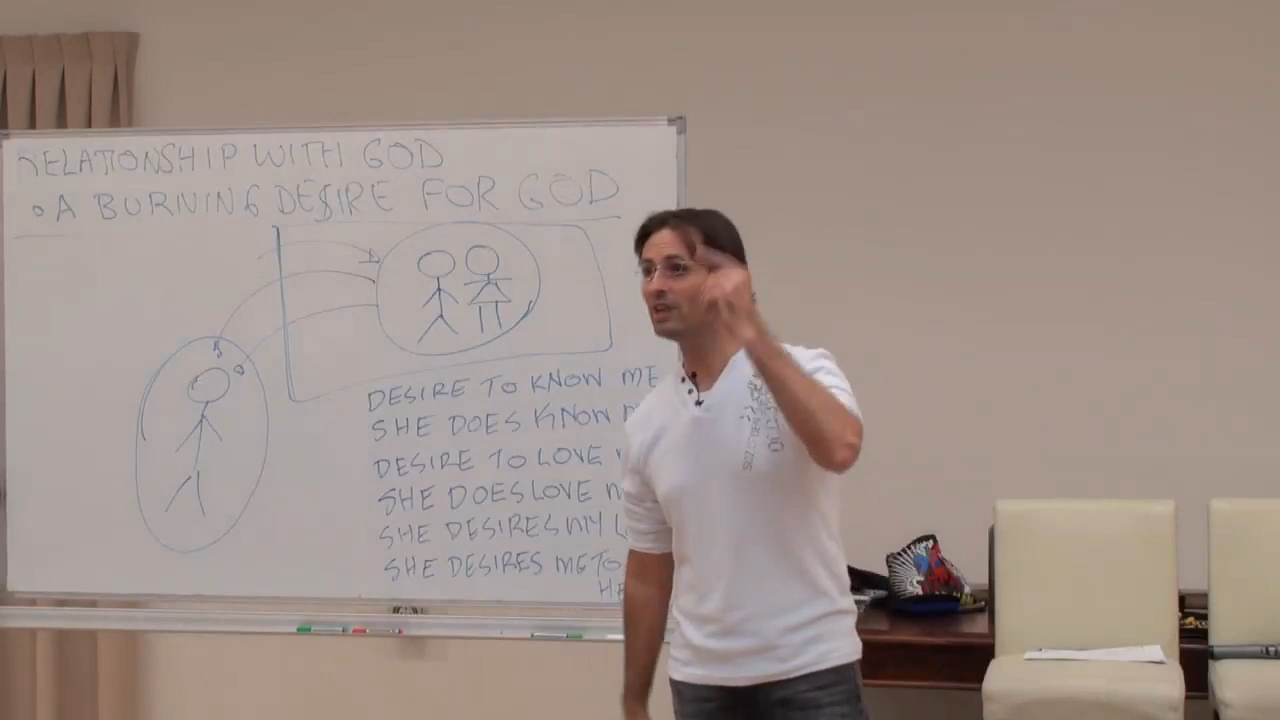 RELATIONSHIP WITH GOD
• A BURNING DESIRE FOR GOD
DESIRE TO KNOW ME
SHE DOES KNOW
DESIRE TO LOVE
SHE DOES LOVE
SHE DESIRES MY
SHE DESIRES ME TO